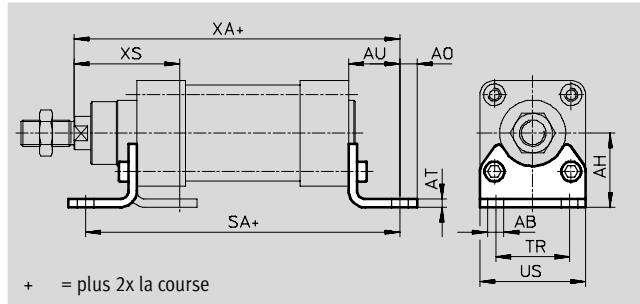 XA+
XS
AU
AO
AT
SA+
AH
AB
TR
US
+ = plus 2x la course